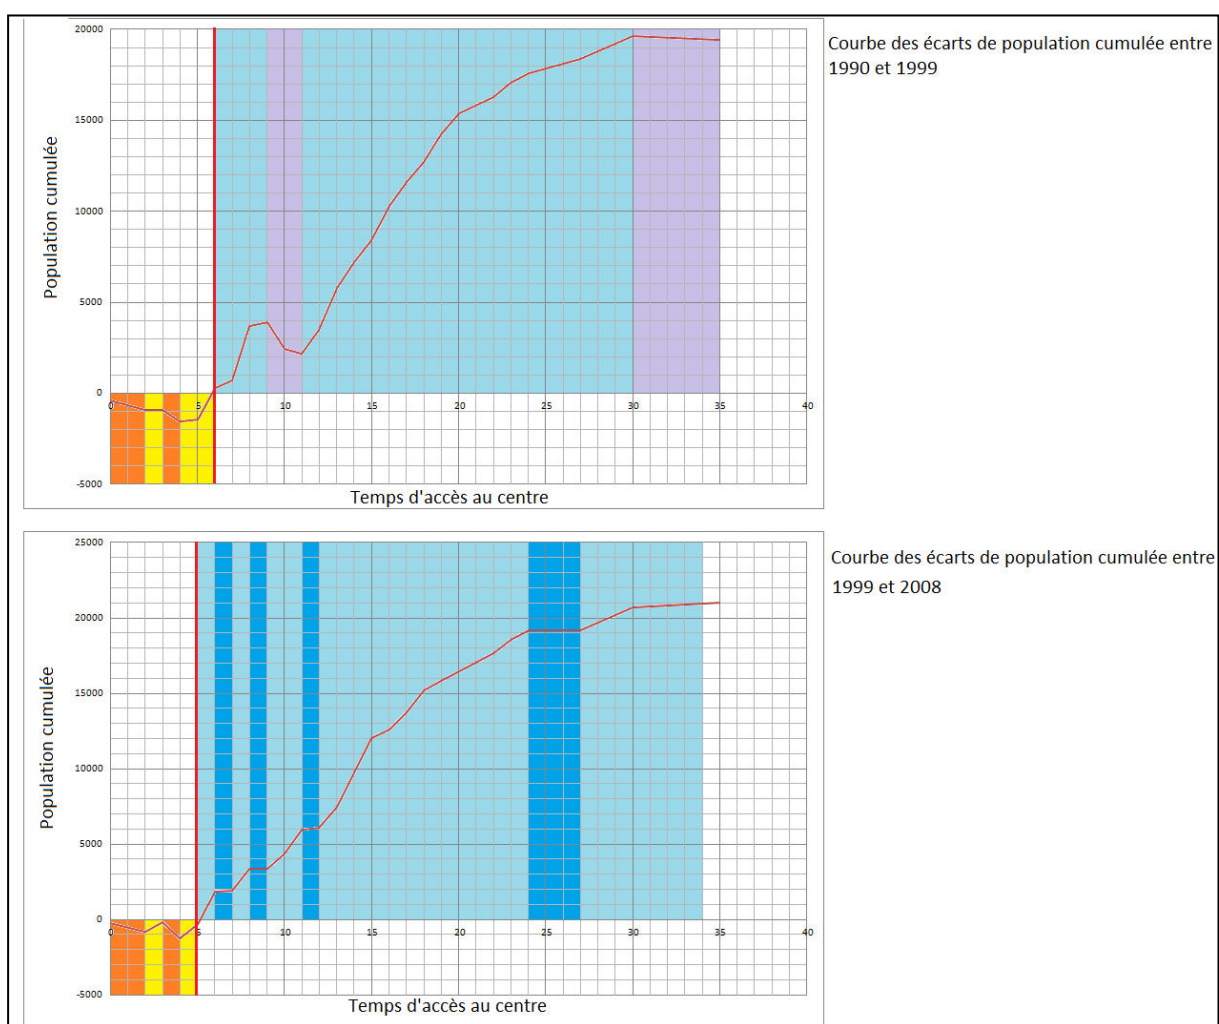 20000
15000
10000
5000
0
-5000
0 5 10 15 20 25 30 35 40
Population cumulée
Temps d'accès au centre
Courbe des écarts de population cumulée entre
1990 et 1999
25000
20000
15000
10000
5000
0
-5000
0 5 10 15 20 25 30 35 40
Population cumulée
Temps d'accès au centre
Courbe des écarts de population cumulée entre
1999 et 2008